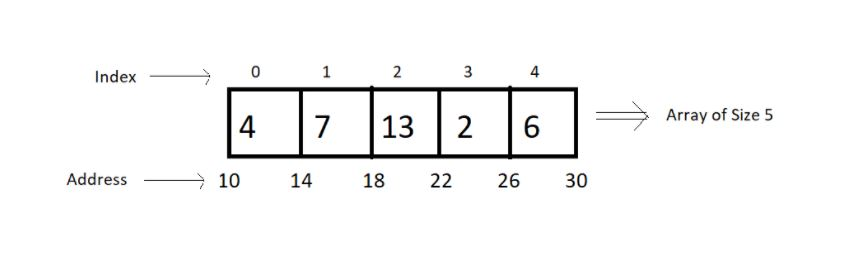 Index 0 1 2 3 4
4 7 13 2 6 Array of Size 5
Address 10 14 18 22 26 30